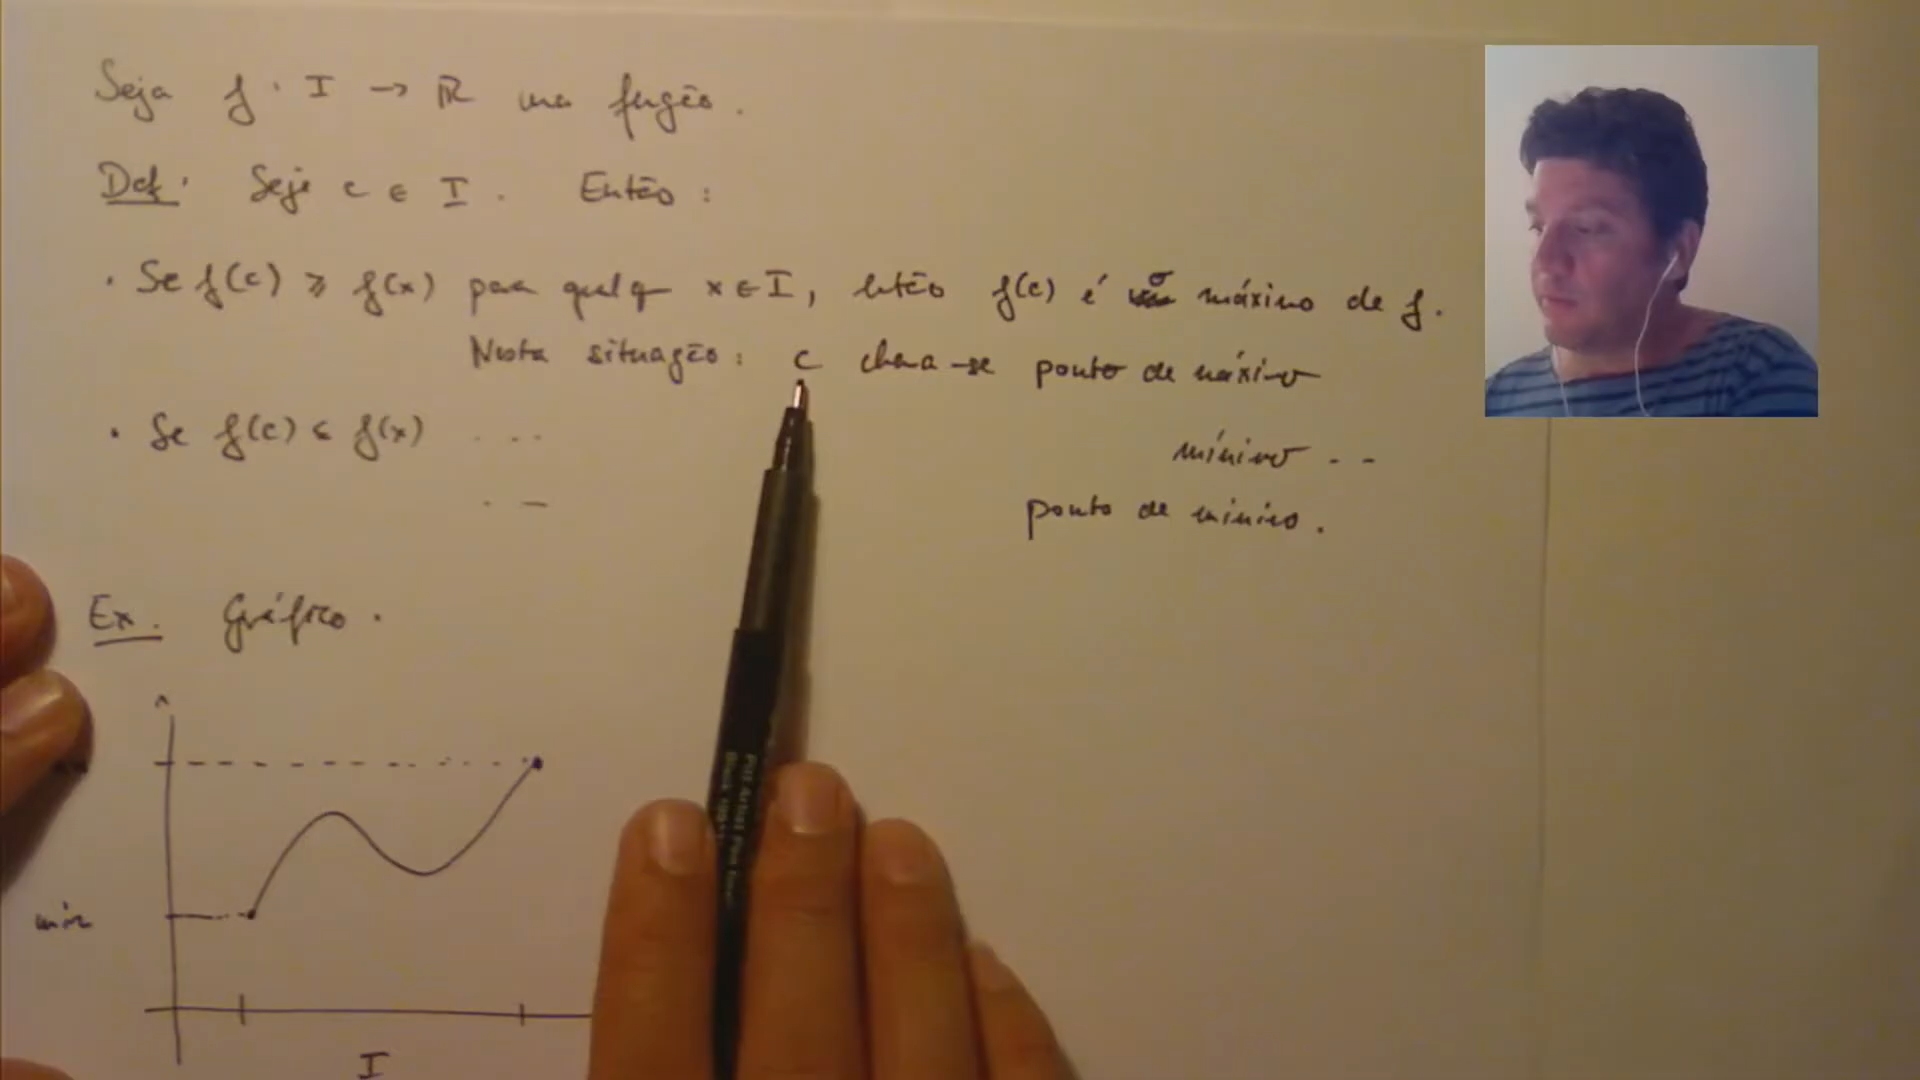 Seja f : I → ℝ uma função.
Def: Seja c ∈ I. Então:
• Se f(c) ⩾ f(x) para qualq x ∈ I, então f(c) é o máximo de f.
Nesta situação: c chama-se ponto de máximo
• Se f(c) ≤ f(x) ...
mínimo - -
. . —
ponto de mínimo.
Ex. Gráfico.
min
I